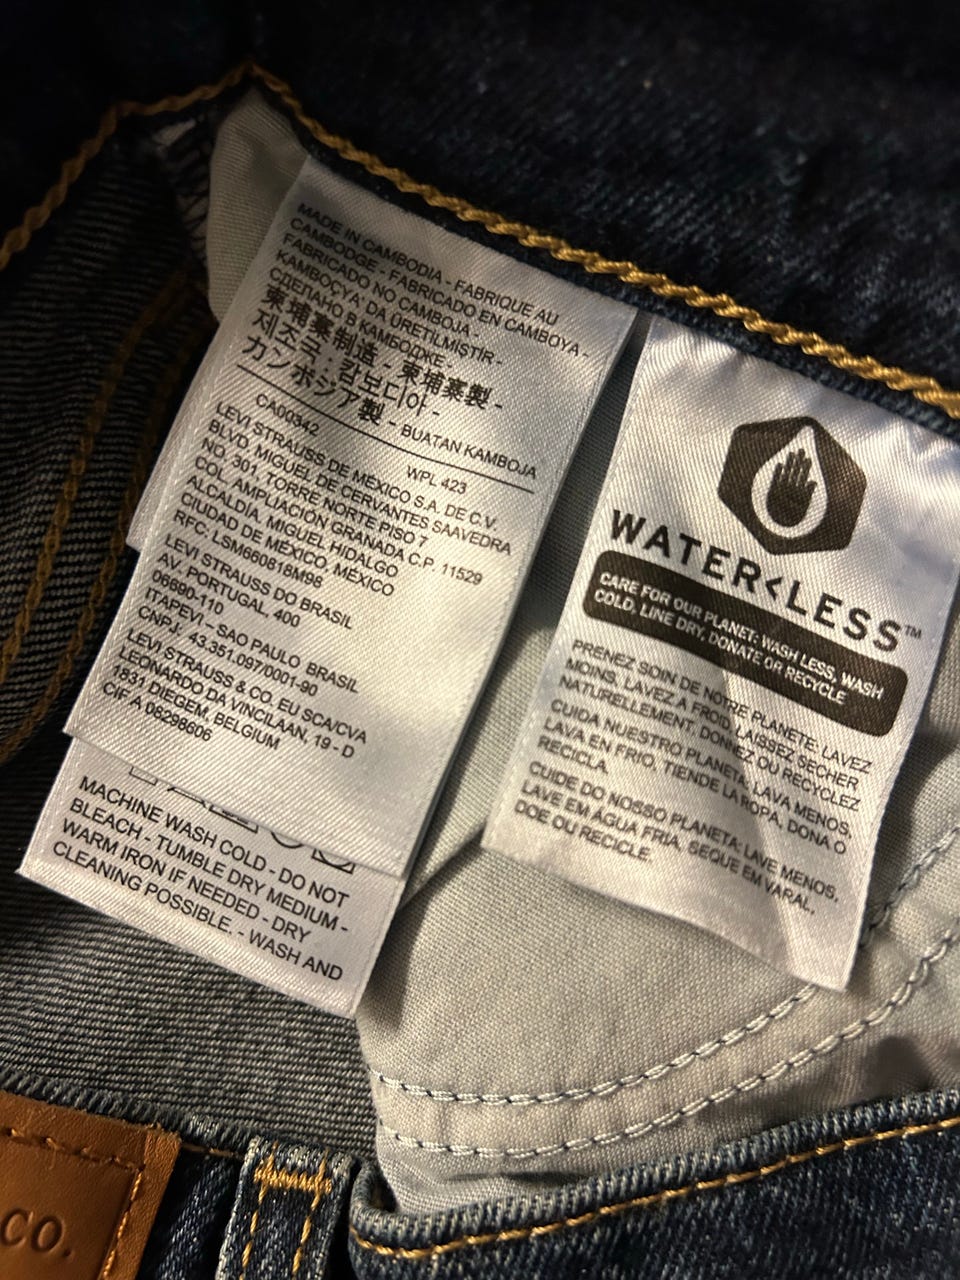 MADE IN CAMBODIA - FABRIQUE AU
CAMBODGE - FABRICADO EN CAMBOYA -
FABRICADO NO CAMBOJA -
KAMBOÇYA' DA ÜRETİLMİŞTİR -
СДЕЛАНО В КАМБОДЖЕ -
柬埔寨制造 - 柬埔寨製 -
제조국 : 캄보디아 -
カンボジア製 - BUATAN KAMBOJA
CA00342 WPL 423
LEVI STRAUSS DE MÉXICO S.A. DE C.V.
BLVD. MIGUEL DE CERVANTES SAAVEDRA
NO. 301, TORRE NORTE PISO 7
COL. AMPLIACIÓN GRANADA C.P. 11529
ALCALDÍA, MIGUEL HIDALGO
CIUDAD DE MÉXICO, MÉXICO
RFC: LSM660818M98
LEVI STRAUSS DO BRASIL
AV. PORTUGAL, 400
06690-110
ITAPEVI - SAO PAULO BRASIL
CNPJ: 43.351.097/0001-90
LEVI STRAUSS & CO. EU SCA/CVA
LEONARDO DA VINCILAAN, 19 - D
1831 DIEGEM, BELGIUM
CIF A 08298606
MACHINE WASH COLD - DO NOT
BLEACH - TUMBLE DRY MEDIUM -
WARM IRON IF NEEDED - DRY
CLEANING POSSIBLE. - WASH AND
WATER<LESS™
CARE FOR OUR PLANET: WASH LESS, WASH
COLD, LINE DRY, DONATE OR RECYCLE
PRENEZ SOIN DE NOTRE PLANETE: LAVEZ
MOINS, LAVEZ A FROID, LAISSEZ SECHER
NATURELLEMENT, DONNEZ OU RECYCLEZ
CUIDA NUESTRO PLANETA: LAVA MENOS,
LAVA EN FRIO, TIENDE LA ROPA, DONA O
RECICLA.
CUIDE DO NOSSO PLANETA: LAVE MENOS,
LAVE EM ÁGUA FRIA, SEQUE EM VARAL,
DOE OU RECICLE.
CO.